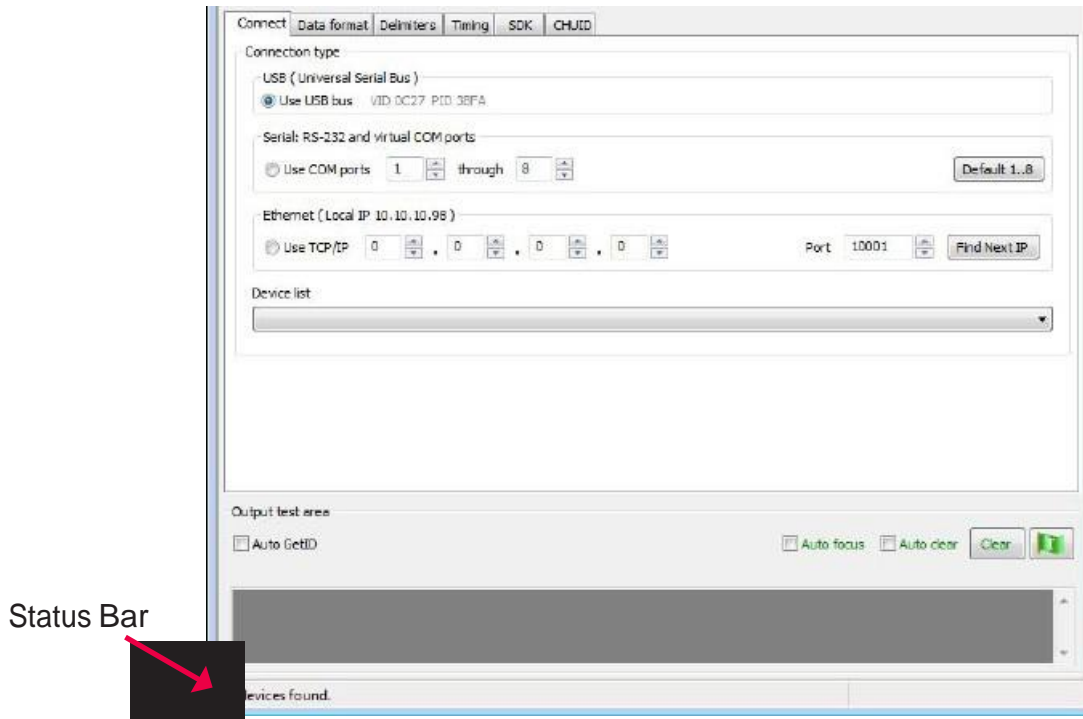 Connect Data format Delimiters Timing SDK CHUID
Connection type
USB ( Universal Serial Bus )
Use USB bus VID 0C27 PID 3BFA
Serial: RS-232 and virtual COM ports
Use COM ports 1 through 8 Default 1..8
Ethernet ( Local IP 10.10.10.98 )
Use TCP/IP 0 . 0 . 0 . 0 Port 10001 Find Next IP
Device list
Output test area
Auto GetID Auto focus Auto clear Clear
Status Bar
devices found.